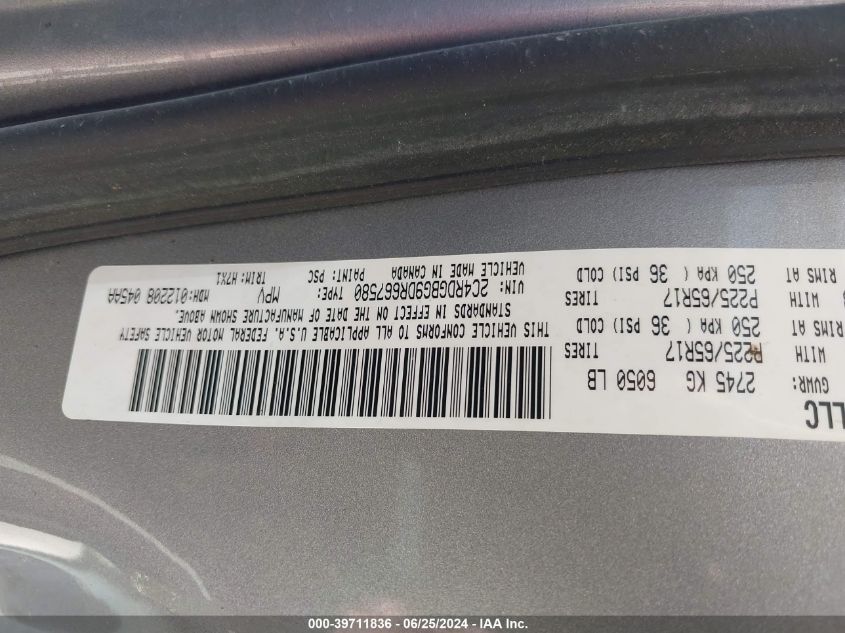 LLC
GVWR: 2745 KG 6050 LB
WITH P225/65R17 TIRES
RIMS AT 250 KPA ( 36 PSI) COLD
WITH P225/65R17 TIRES
RIMS AT 250 KPA ( 36 PSI) COLD
THIS VEHICLE CONFORMS TO ALL APPLICABLE U.S.A. FEDERAL MOTOR VEHICLE SAFETY
STANDARDS IN EFFECT ON THE DATE OF MANUFACTURE SHOWN ABOVE.
VIN: 2C4RDGBG9DR667580 TYPE: MPV MDH:012208 045AA
VEHICLE MADE IN CANADA PAINT: PSC TRIM: H7X1
000-39711836 - 06/25/2024 - IAA Inc.